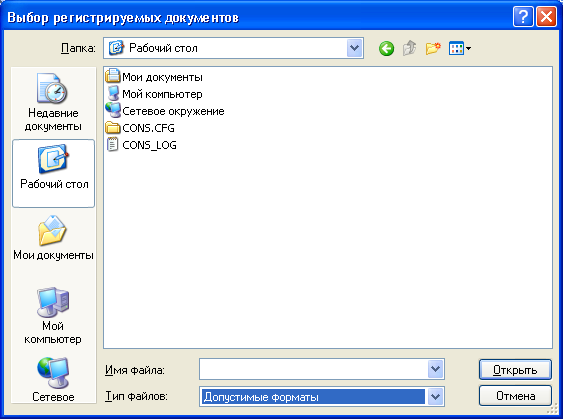 Выбор регистрируемых документов
Папка:
Рабочий стол
Недавние
документы
Рабочий стол
Мои документы
Мой
компьютер
Сетевое
Мои документы
Мой компьютер
Сетевое окружение
CONS.CFG
CONS_LOG
Имя файла:
Открыть
Тип файлов:
Допустимые форматы
Отмена